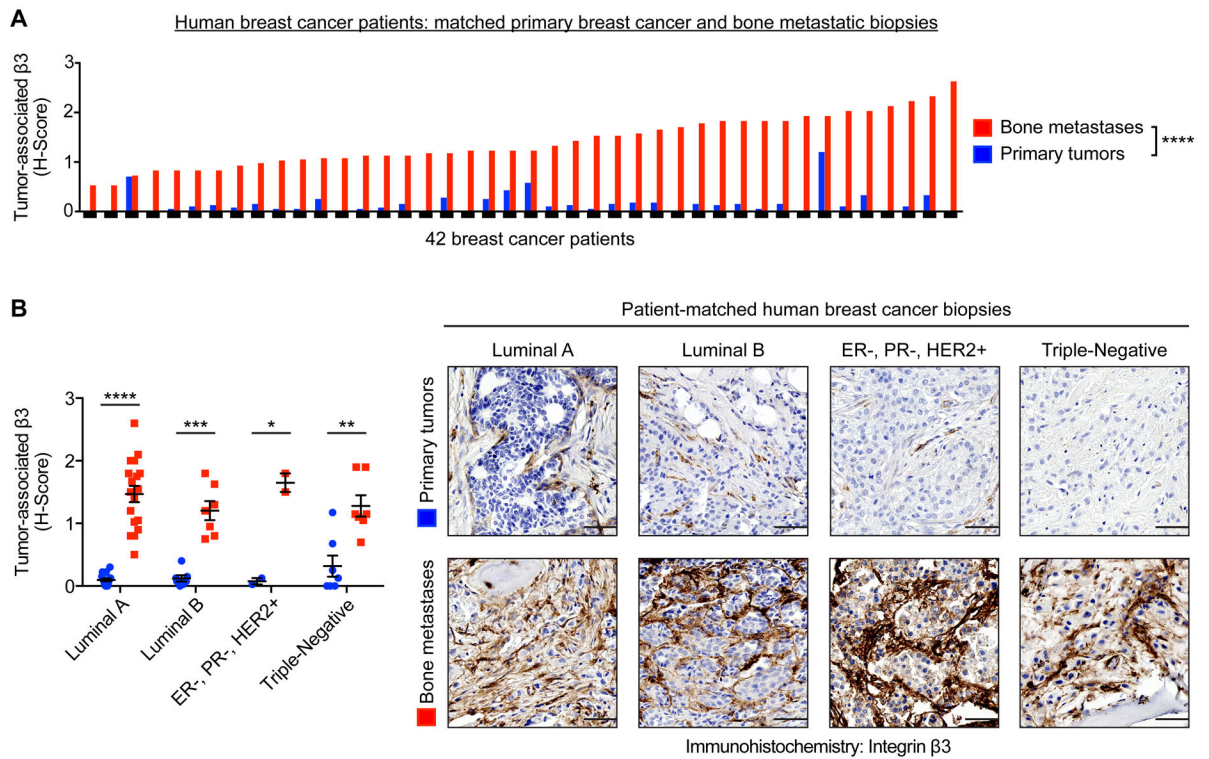 A
Human breast cancer patients: matched primary breast cancer and bone metastatic biopsies
Tumor-associated β3
(H-Score)
3
2
1
0
42 breast cancer patients
Bone metastases
Primary tumors
****
B
Tumor-associated β3
(H-Score)
3
2
1
0
****
***
*
**
Luminal A
Luminal B
ER-, PR-, HER2+
Triple-Negative
Patient-matched human breast cancer biopsies
Luminal A
Luminal B
ER-, PR-, HER2+
Triple-Negative
Primary tumors
Bone metastases
Immunohistochemistry: Integrin β3